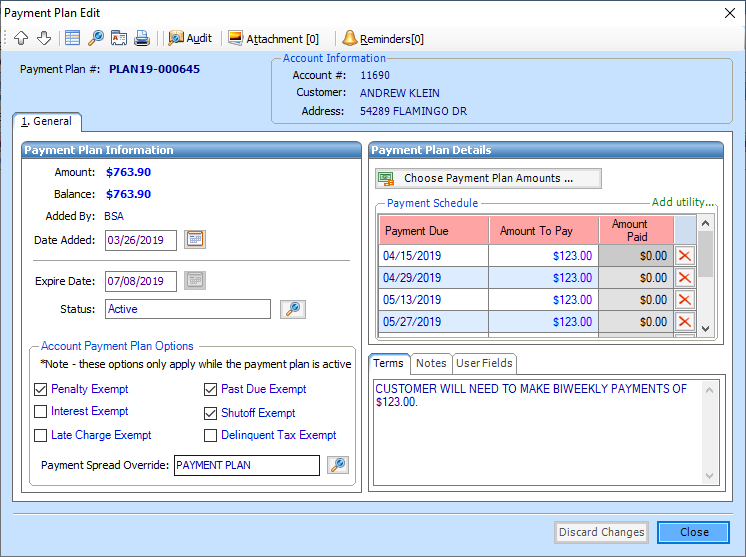 Payment Plan Edit
Audit
Attachment [0]
Reminders[0]
Payment Plan #: PLAN19-000645
Account Information
Account #: 11690
Customer: ANDREW KLEIN
Address: 54289 FLAMINGO DR
1. General
Payment Plan Information
Amount: $763.90
Balance: $763.90
Added By: BSA
Date Added: 03/26/2019
Expire Date: 07/08/2019
Status: Active
Account Payment Plan Options
*Note - these options only apply while the payment plan is active
Penalty Exempt
Past Due Exempt
Interest Exempt
Shutoff Exempt
Late Charge Exempt
Delinquent Tax Exempt
Payment Spread Override: PAYMENT PLAN
Payment Plan Details
Choose Payment Plan Amounts ...
Payment Schedule
Add utility...
Payment Due Amount To Pay Amount Paid
04/15/2019 $123.00 $0.00
04/29/2019 $123.00 $0.00
05/13/2019 $123.00 $0.00
05/27/2019 $123.00 $0.00
Terms Notes User Fields
CUSTOMER WILL NEED TO MAKE BIWEEKLY PAYMENTS OF
$123.00.
Discard Changes
Close